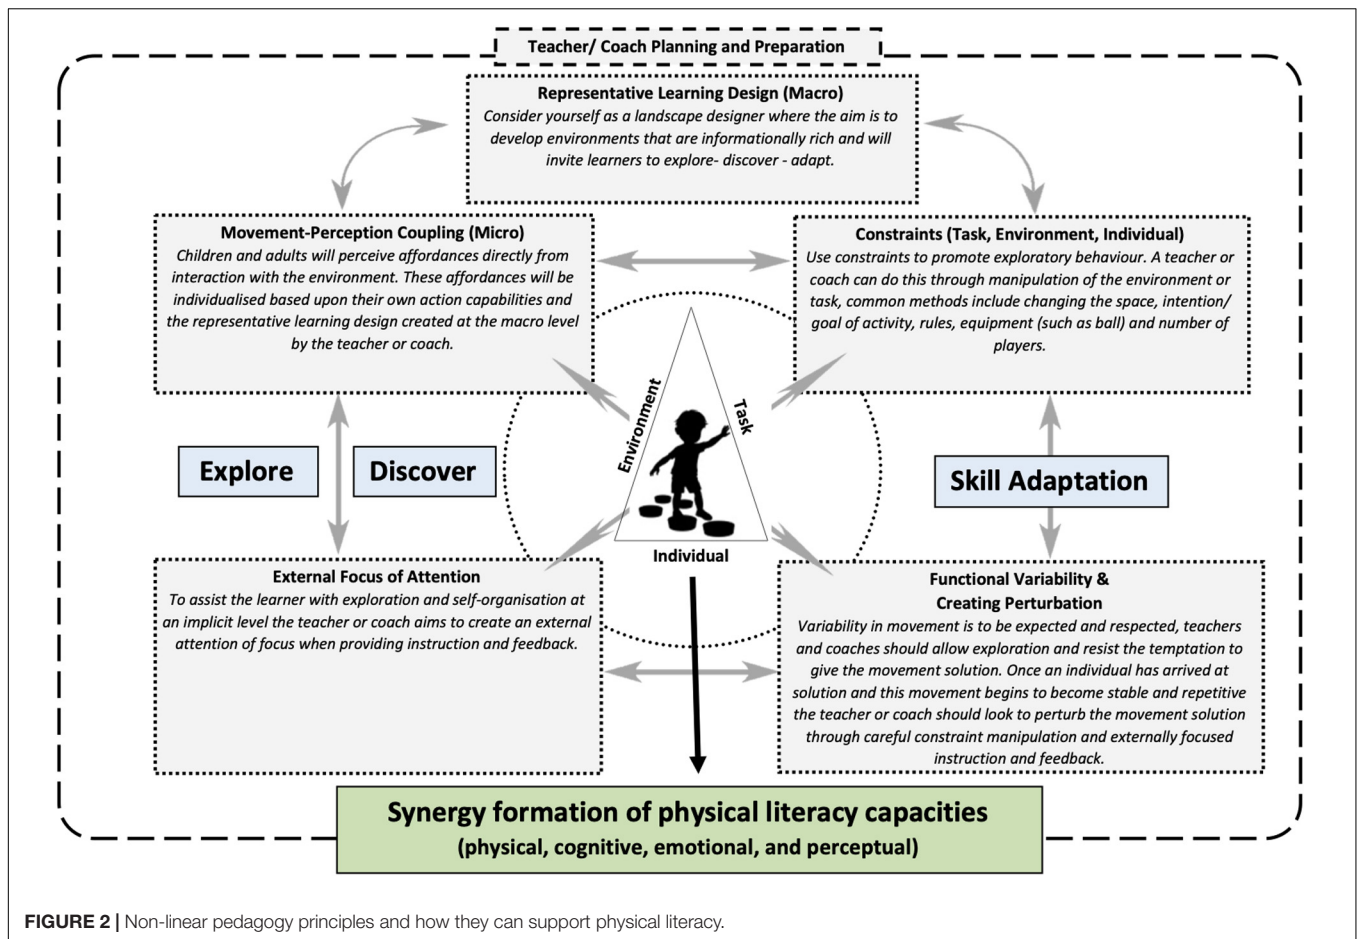 Teacher/ Coach Planning and Preparation
Representative Learning Design (Macro)
Consider yourself as a landscape designer where the aim is to
develop environments that are informationally rich and will
invite learners to explore- discover - adapt.
Movement-Perception Coupling (Micro)
Children and adults will perceive affordances directly from
interaction with the environment. These affordances will be
individualised based upon their own action capabilities and
the representative learning design created at the macro level
by the teacher or coach.
Constraints (Task, Environment, Individual)
Use constraints to promote exploratory behaviour. A teacher or
coach can do this through manipulation of the environment or
task, common methods include changing the space, intention/
goal of activity, rules, equipment (such as ball) and number of
players.
Environment
Task
Individual
Explore
Discover
Skill Adaptation
External Focus of Attention
To assist the learner with exploration and self-organisation at
an implicit level the teacher or coach aims to create an external
attention of focus when providing instruction and feedback.
Functional Variability &
Creating Perturbation
Variability in movement is to be expected and respected, teachers
and coaches should allow exploration and resist the temptation to
give the movement solution. Once an individual has arrived at
solution and this movement begins to become stable and repetitive
the teacher or coach should look to perturb the movement solution
through careful constraint manipulation and externally focused
instruction and feedback.
Synergy formation of physical literacy capacities
(physical, cognitive, emotional, and perceptual)
FIGURE 2 | Non-linear pedagogy principles and how they can support physical literacy.